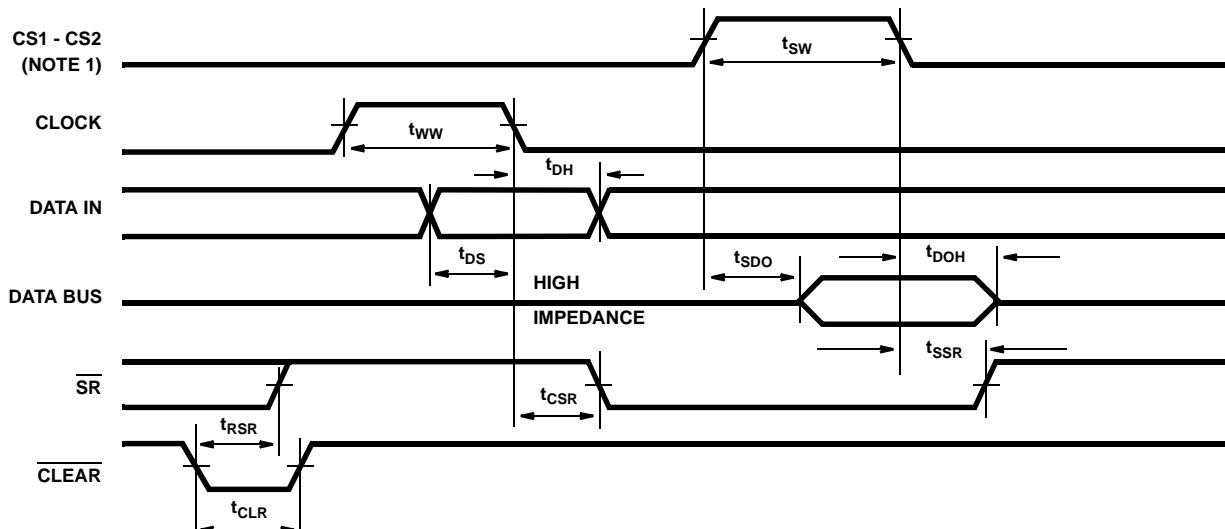 CS1 - CS2
(NOTE 1)
tSW
CLOCK
tWW
tDH
DATA IN
tDS
tSDO
tDOH
DATA BUS
HIGH
IMPEDANCE
tSSR
SR
tCSR
tRSR
CLEAR
tCLR